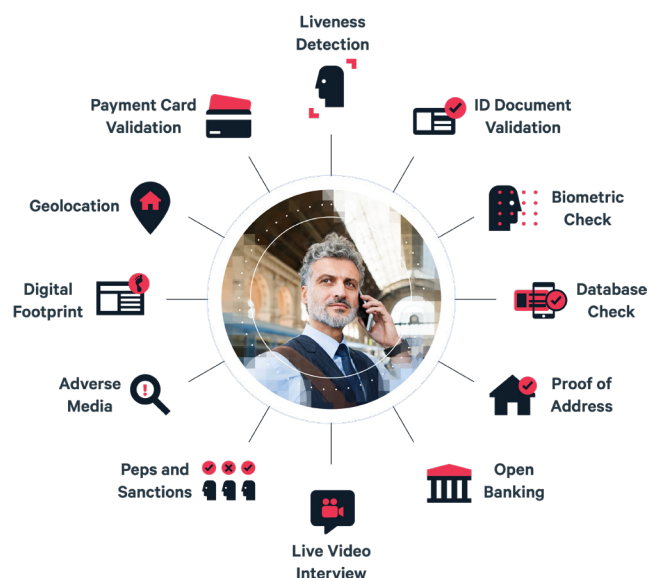 Liveness
Detection
ID Document
Validation
Biometric
Check
Database
Check
Proof of
Address
Open
Banking
Live Video
Interview
Peps and
Sanctions
Adverse
Media
Digital
Footprint
Geolocation
Payment Card
Validation